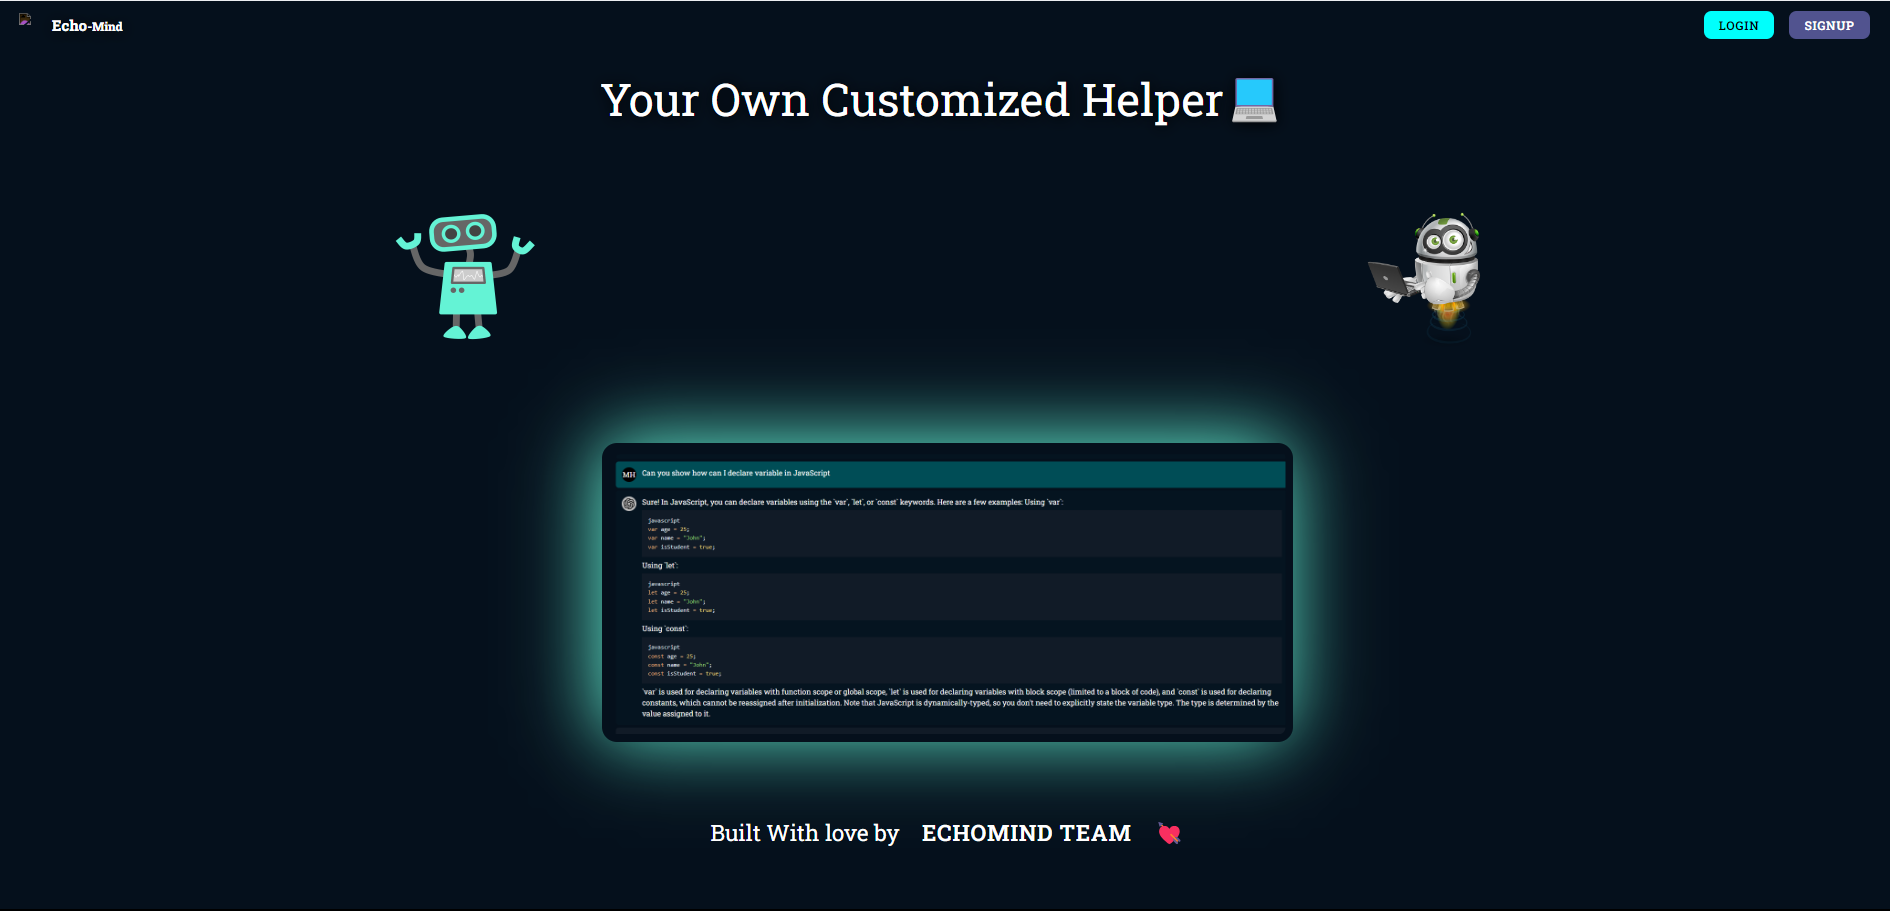 Echo-Mind
LOGIN
SIGNUP
Your Own Customized Helper
MH
Can you show how can I declare variable in JavaScript
Sure! In JavaScript, you can declare variables using the `var`, `let`, or `const` keywords. Here are a few examples: Using `var`:
javascript
var age = 25;
var name = "John";
var isStudent = true;
Using `let`:
javascript
let age = 25;
let name = "John";
let isStudent = true;
Using `const`:
javascript
const age = 25;
const name = "John";
const isStudent = true;
`var` is used for declaring variables with function scope or global scope, `let` is used for declaring variables with block scope (limited to a block of code), and `const` is used for declaring
constants, which cannot be reassigned after initialization. Note that JavaScript is dynamically-typed, so you don't need to explicitly state the variable type. The type is determined by the
value assigned to it.
Built With love by ECHOMIND TEAM